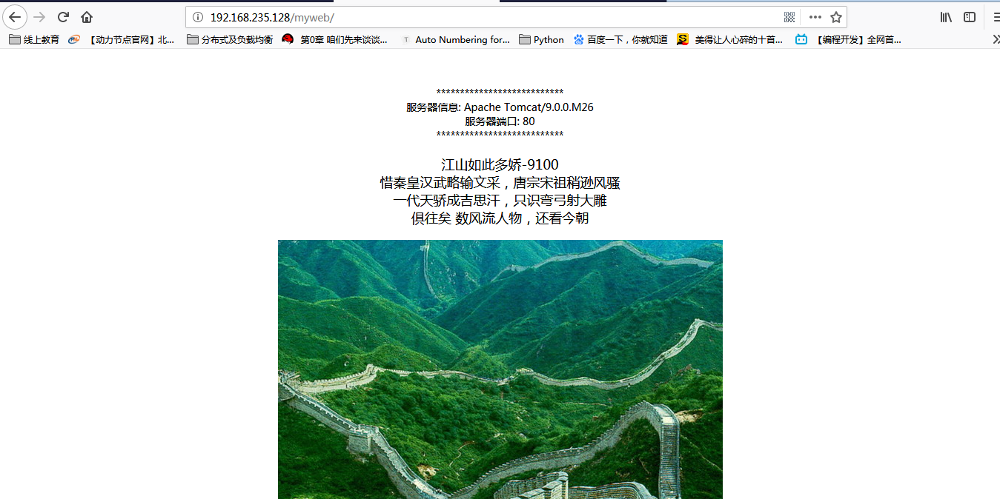 192.168.235.128/myweb/
线上教育 【动力节点官网】北... 分布式及负载均衡 第0章 咱们先来谈谈... T Auto Numbering for... Python 百度一下，你就知道 S 美得让人心碎的十首... 【编程开发】全网首...
***************************
服务器信息: Apache Tomcat/9.0.0.M26
服务器端口: 80
***************************
江山如此多娇-9100
惜秦皇汉武略输文采，唐宗宋祖稍逊风骚
一代天骄成吉思汗，只识弯弓射大雕
俱往矣 数风流人物，还看今朝